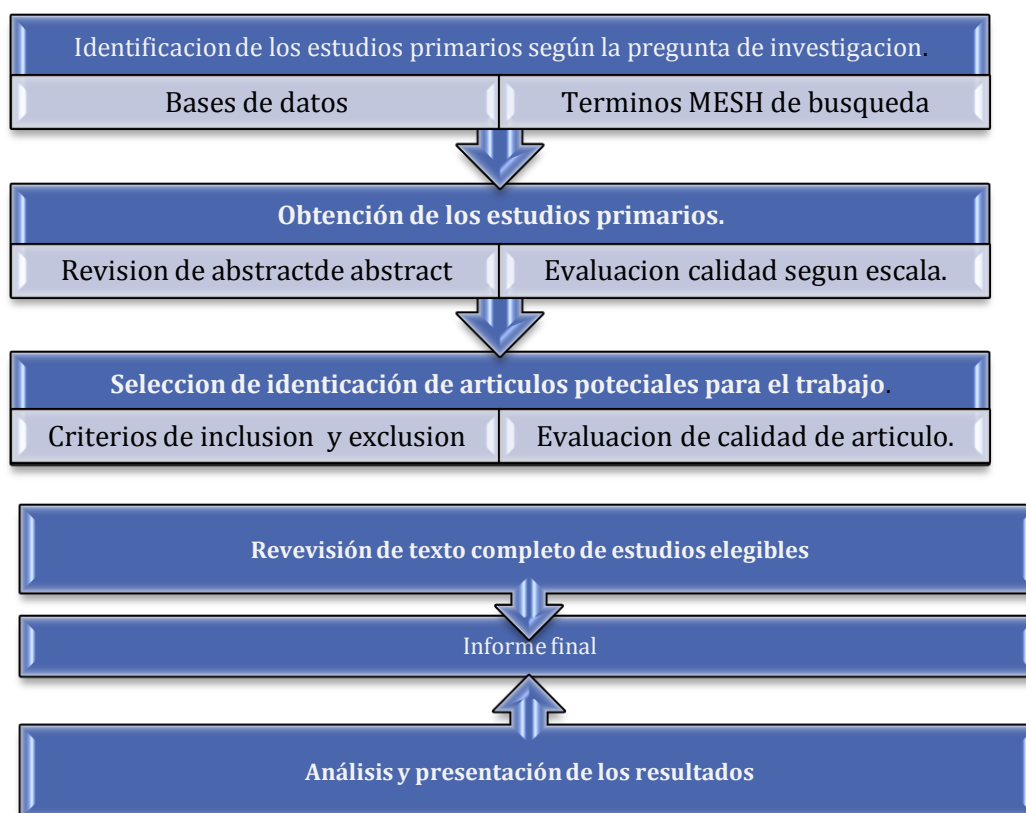 Identificacion de los estudios primarios según la pregunta de investigacion.
Bases de datos
Terminos MESH de busqueda
Obtención de los estudios primarios.
Revision de abstractde abstract
Evaluacion calidad segun escala.
Seleccion de identicación de articulos poteciales para el trabajo.
Criterios de inclusion y exclusion
Evaluacion de calidad de articulo.
Revevisión de texto completo de estudios elegibles
Informe final
Análisis y presentación de los resultados